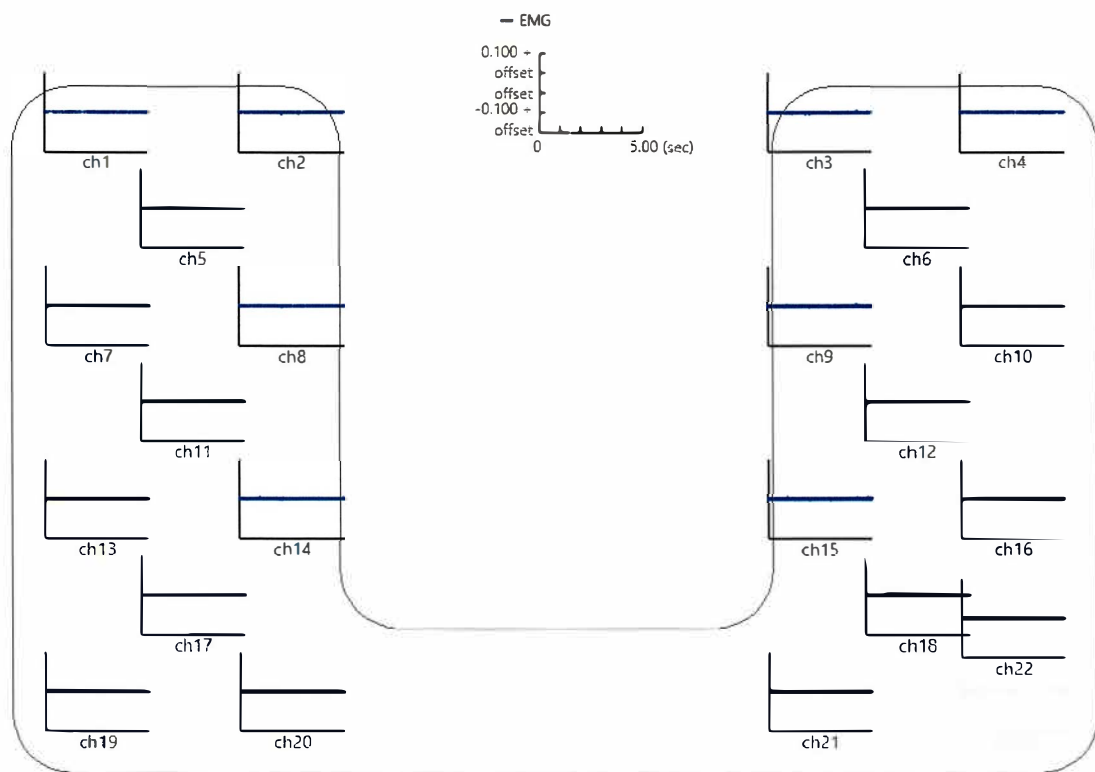 EMG
0.100 +
offset
offset
-0.100 +
offset
0 5.00 (sec)
ch1 ch2 ch3 ch4
ch5 ch6
ch7 ch8 ch9 ch10
ch11 ch12
ch13 ch14 ch15 ch16
ch17 ch18
ch22
ch19 ch20 ch21